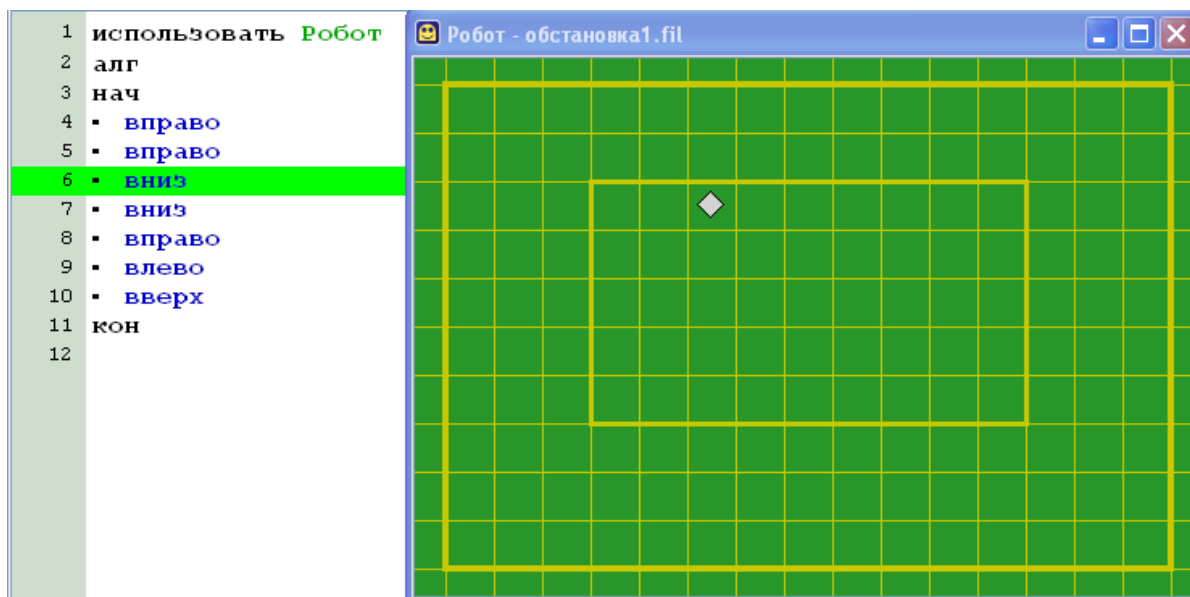 1 использовать Робот
2 алг
3 нач
4 ▪ вправо
5 ▪ вправо
6 ▪ вниз
7 ▪ вниз
8 ▪ вправо
9 ▪ влево
10 ▪ вверх
11 кон
12
Робот - обстановка1.fil